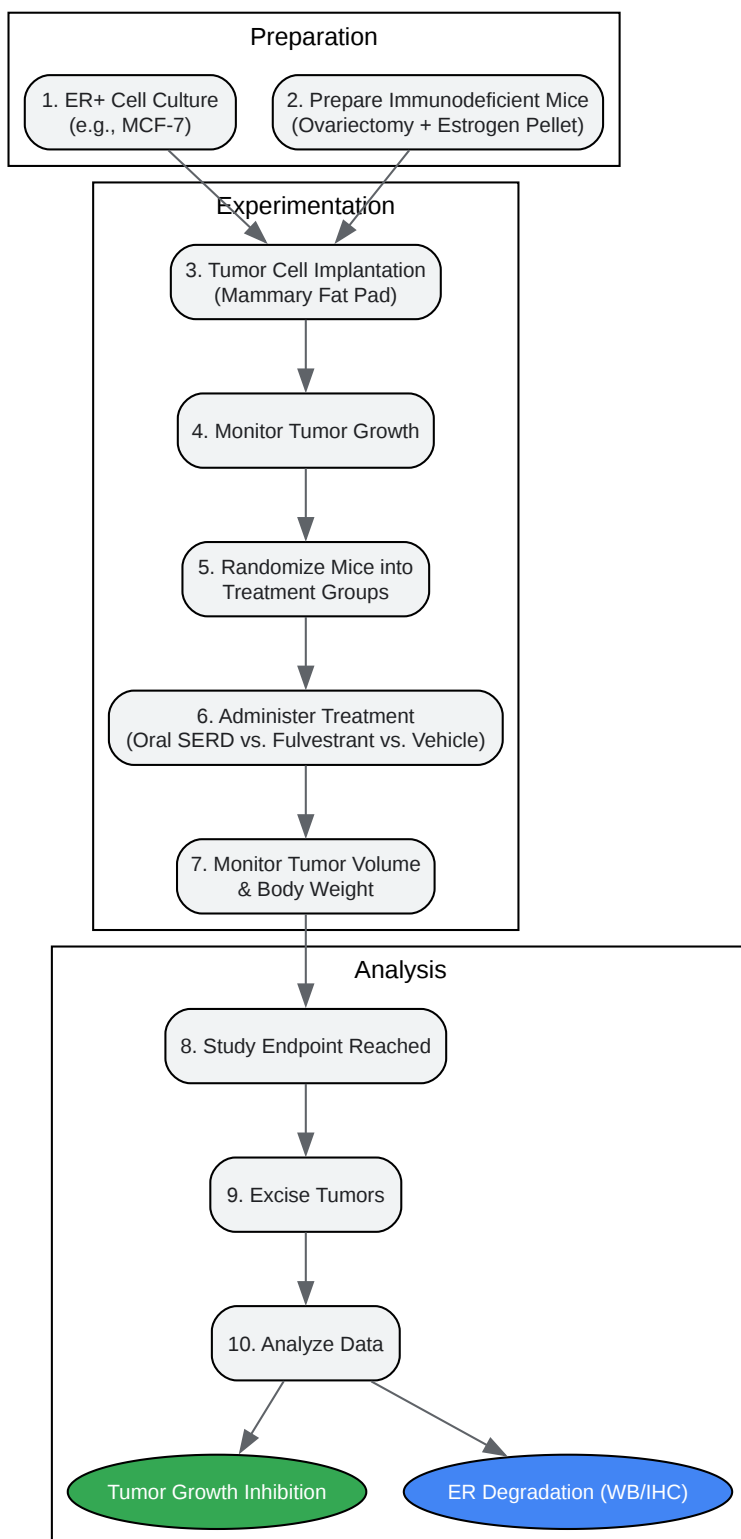 Preparation
1. ER+ Cell Culture
(e.g., MCF-7)
2. Prepare Immunodeficient Mice
(Ovariectomy + Estrogen Pellet)
Experimentation
3. Tumor Cell Implantation
(Mammary Fat Pad)
4. Monitor Tumor Growth
5. Randomize Mice into
Treatment Groups
6. Administer Treatment
(Oral SERD vs. Fulvestrant vs. Vehicle)
7. Monitor Tumor Volume
& Body Weight
Analysis
8. Study Endpoint Reached
9. Excise Tumors
10. Analyze Data
Tumor Growth Inhibition
ER Degradation (WB/IHC)